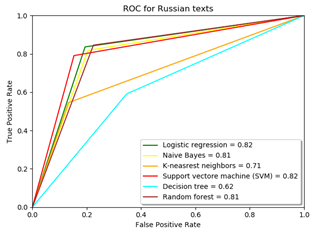 ROC for Russian texts
1.0
0.8
0.6
0.4
0.2
0.0
True Positive Rate
Logistic regression = 0.82
Naive Bayes = 0.81
K-neasrest neighbors = 0.71
Support vectore machine (SVM) = 0.82
Decision tree = 0.62
Random forest = 0.81
0.0 0.2 0.4 0.6 0.8 1.0
False Positive Rate